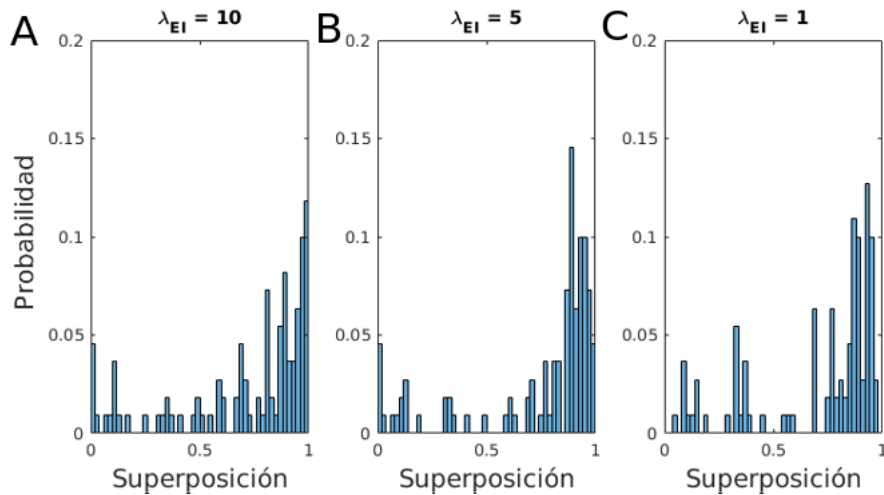 A
λEI = 10
Probabilidad
0.2
0.15
0.1
0.05
0
0
0.5
1
Superposición
B
λEI = 5
0.2
0.15
0.1
0.05
0
0
0.5
1
Superposición
C
λEI = 1
0.2
0.15
0.1
0.05
0
0
0.5
1
Superposición